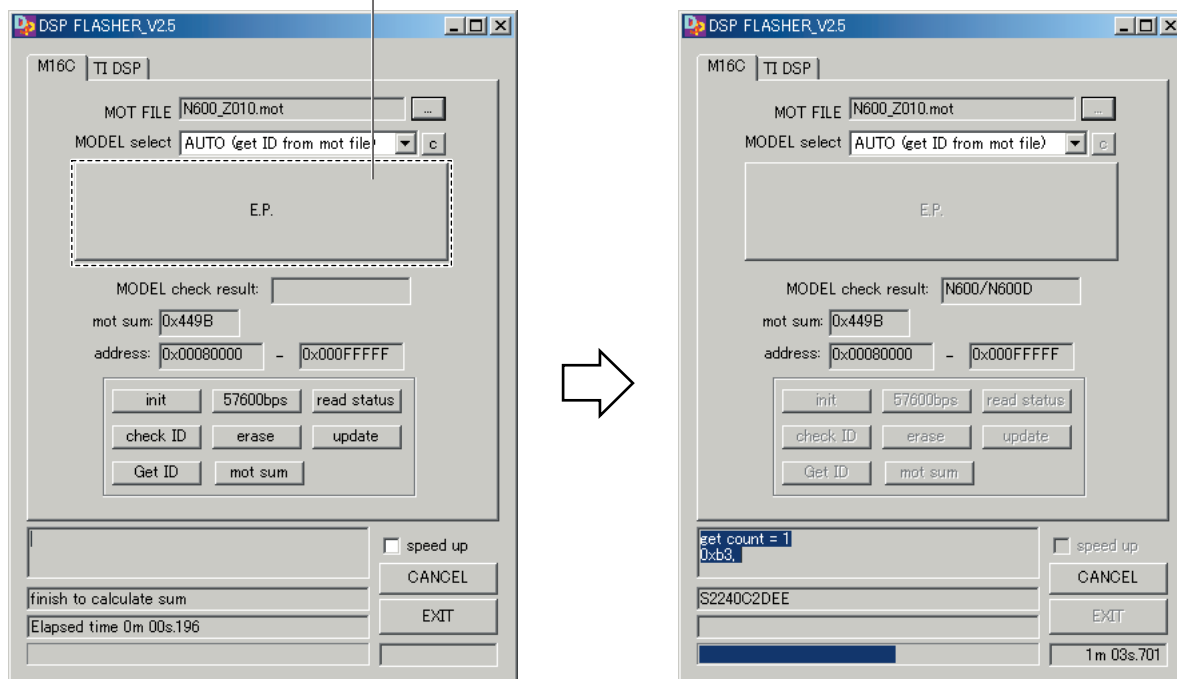 DSP FLASHER_V2.5
M16C TI DSP
MOT FILE N600_Z010.mot ...
MODEL select AUTO (get ID from mot file) c
E.P.
MODEL check result:
mot sum: 0x449B
address: 0x00080000 - 0x000FFFFF
init 57600bps read status
check ID erase update
Get ID mot sum
speed up
CANCEL
finish to calculate sum
EXIT
Elapsed time 0m 00s.196
DSP FLASHER_V2.5
M16C TI DSP
MOT FILE N600_Z010.mot ...
MODEL select AUTO (get ID from mot file) c
E.P.
MODEL check result: N600/N600D
mot sum: 0x449B
address: 0x00080000 - 0x000FFFFF
init 57600bps read status
check ID erase update
Get ID mot sum
get count = 1
0xb3,
speed up
CANCEL
S2240C2DEE
EXIT
1m 03s.701